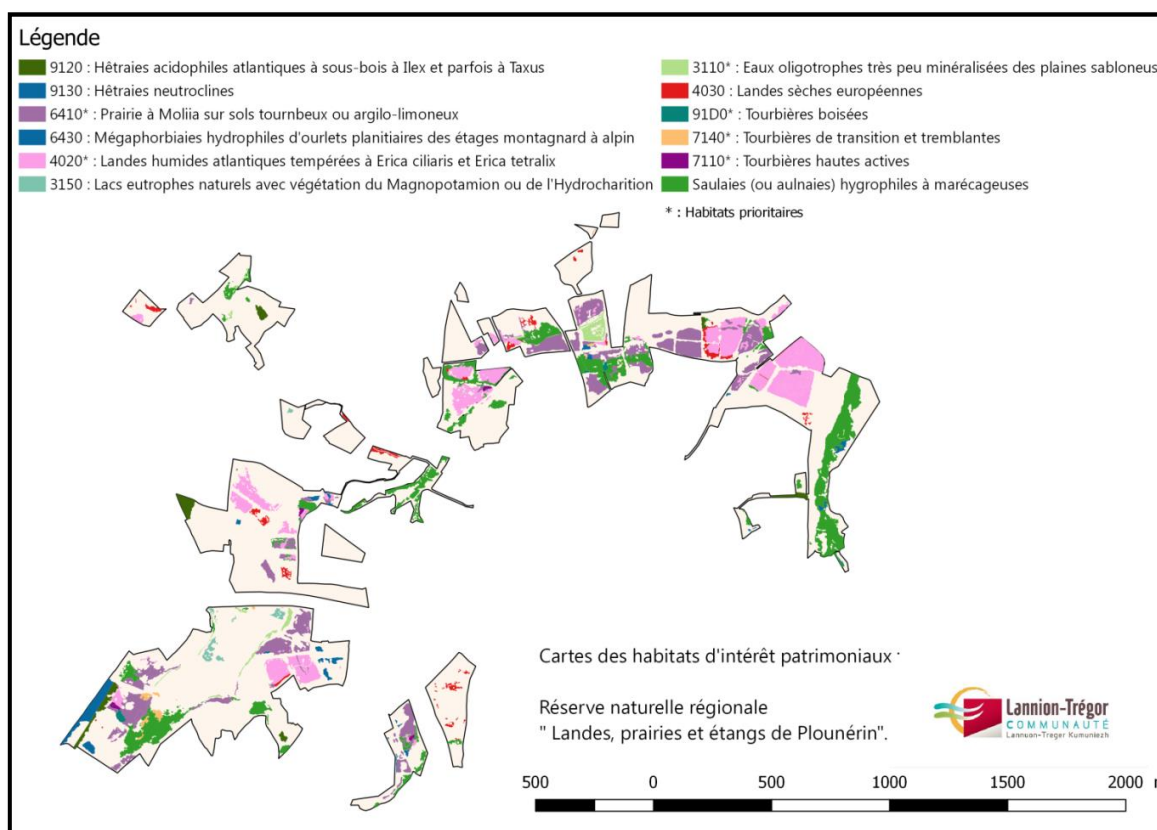 Légende
9120 : Hêtraies acidophiles atlantiques à sous-bois à Ilex et parfois à Taxus
9130 : Hêtraies neutroclines
6410* : Prairie à Moliia sur sols tournbeux ou argilo-limoneux
6430 : Mégaphorbiaies hydrophiles d'ourlets planitiaires des étages montagnard à alpin
4020* : Landes humides atlantiques tempérées à Erica ciliaris et Erica tetralix
3150 : Lacs eutrophes naturels avec végétation du Magnopotamion ou de l'Hydrocharition
3110* : Eaux oligotrophes très peu minéralisées des plaines sabloneus
4030 : Landes sèches européennes
91D0* : Tourbières boisées
7140* : Tourbières de transition et tremblantes
7110* : Tourbières hautes actives
Saulaies (ou aulnaies) hygrophiles à marécageuses
* : Habitats prioritaires
Cartes des habitats d'intérêt patrimoniaux
Réserve naturelle régionale
" Landes, prairies et étangs de Plounérin".
Lannion-Trégor
COMMUNAUTÉ
Lannuon-Treger Kumuniezh
500 0 500 1000 1500 2000